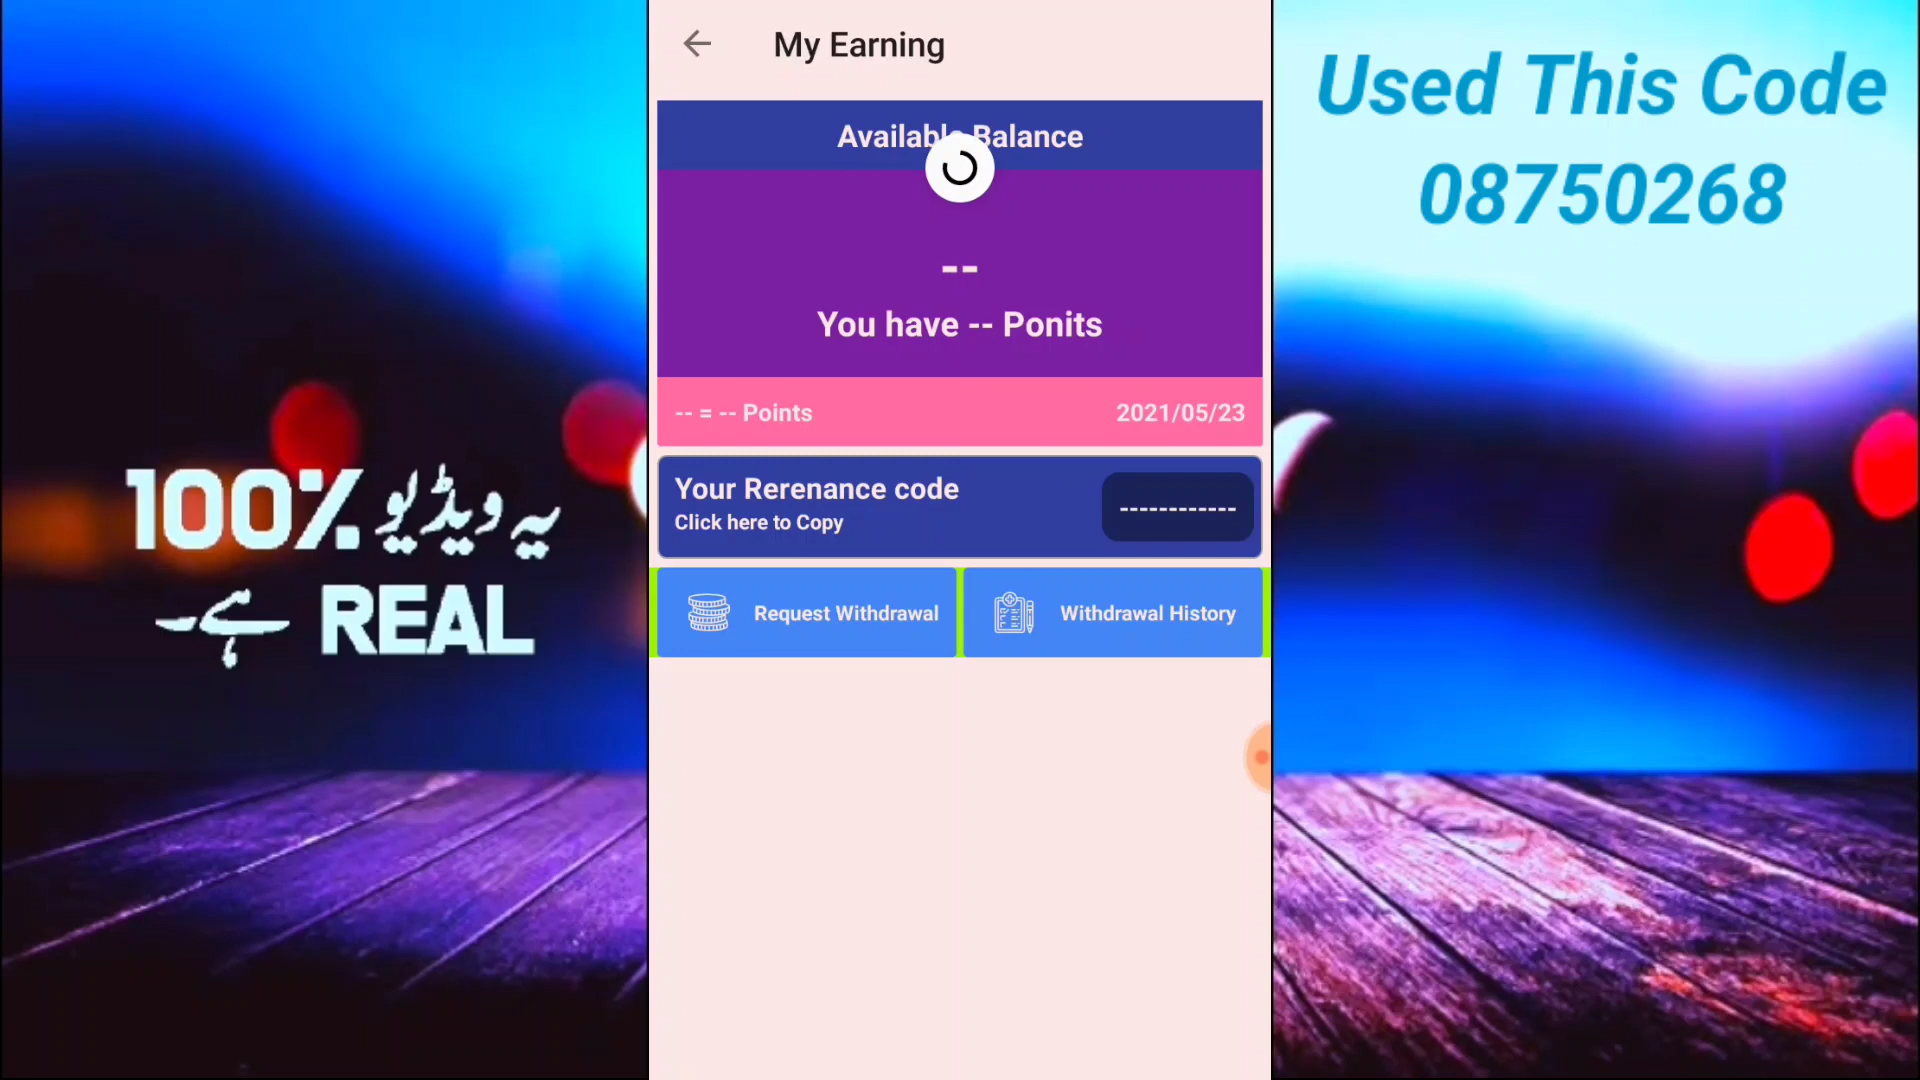 یہ ویڈیو 100%
REAL ہے۔
My Earning
Available Balance
--
You have -- Ponits
-- = -- Points
2021/05/23
Your Rerenance code
Click here to Copy
------------
Request Withdrawal
Withdrawal History
Used This Code
08750268